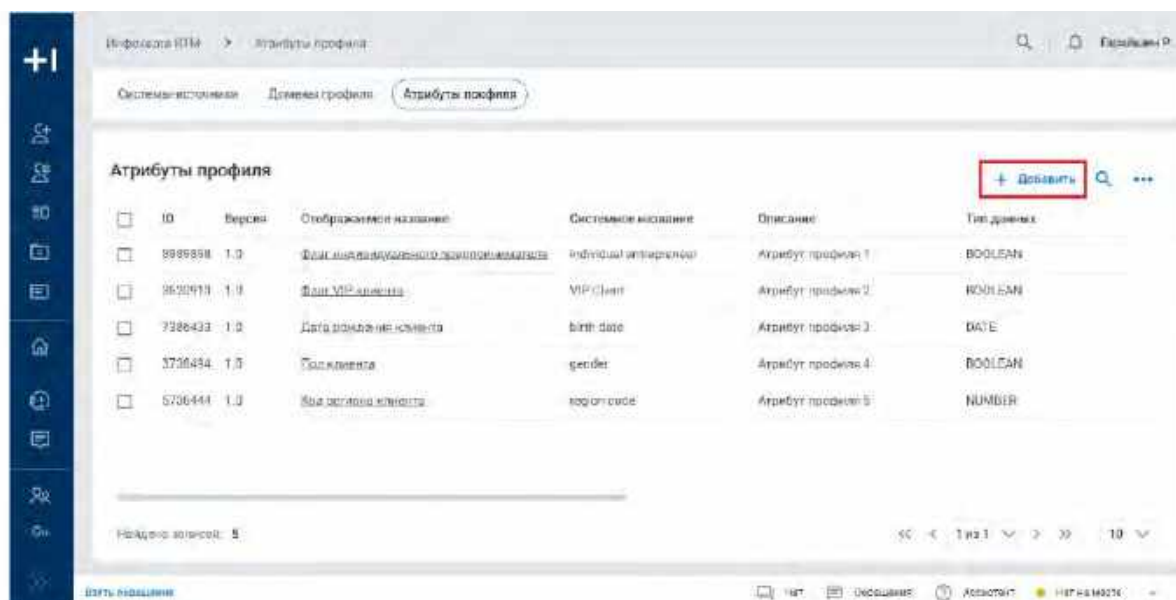 Инфокарта RTM > Атрибуты профиля
Системы-источники Домены профиля Атрибуты профиля
Атрибуты профиля
+ Добавить
ID Версия Отображаемое название Системное название Описание Тип данных
1.0 Флаг индивидуального предпринимателя individual entrepreneur Атрибут профиля 1 BOOLEAN
1.0 Флаг VIP клиента VIP Client Атрибут профиля 2 BOOLEAN
7386433 1.0 Дата рождения клиента birth date Атрибут профиля 3 DATE
1.0 Пол клиента gender Атрибут профиля 4 BOOLEAN
5736444 1.0 Код региона клиента region code Атрибут профиля 5 NUMBER
Найдено записей: 5
1 из 1 10
Взять обращение
Чат Обращения Ассистент Нет на месте